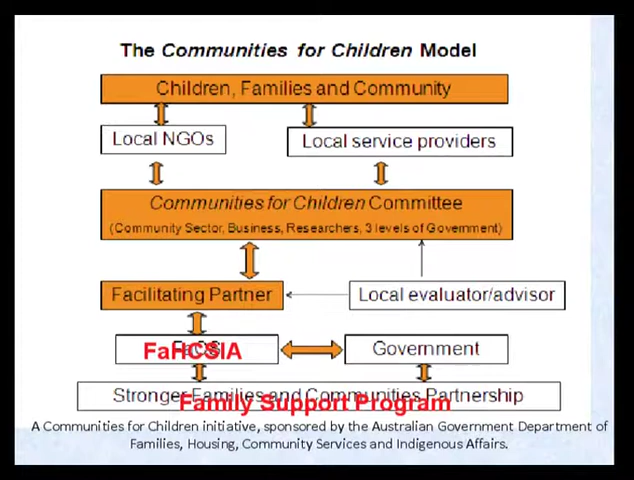 The Communities for Children Model
Children, Families and Community
Local NGOs
Local service providers
Communities for Children Committee
(Community Sector, Business, Researchers, 3 levels of Government)
Facilitating Partner
Local evaluator/advisor
FaHCSIA
Government
Stronger Families and Communities Partnership
Family Support Program
A Communities for Children initiative, sponsored by the Australian Government Department of
Families, Housing, Community Services and Indigenous Affairs.